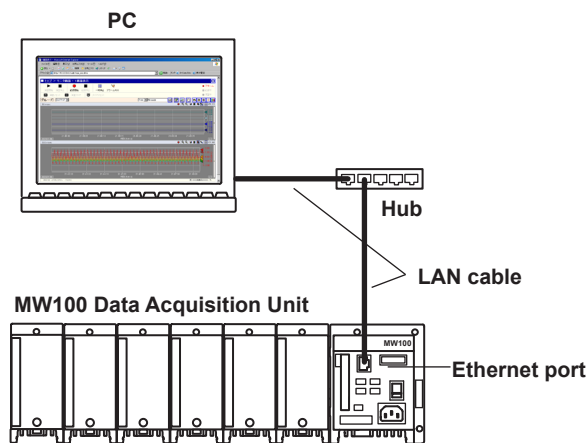 PC
Hub
LAN cable
MW100 Data Acquisition Unit
MW100
Ethernet port